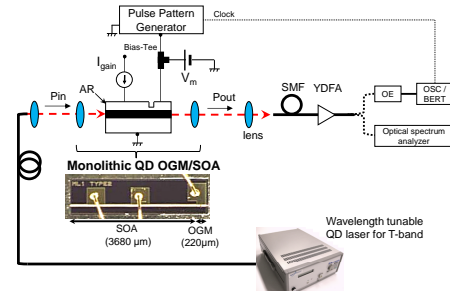 Pulse Pattern
Generator
Clock
Bias-Tee
Igain
Vm
AR
Pin
Pout
SMF
YDFA
OE
OSC /
BERT
lens
Optical spectrum
analyzer
Monolithic QD OGM/SOA
ML1 TYPE2
SOA
(3680 µm)
OGM
(220µm)
Wavelength tunable
QD laser for T-band